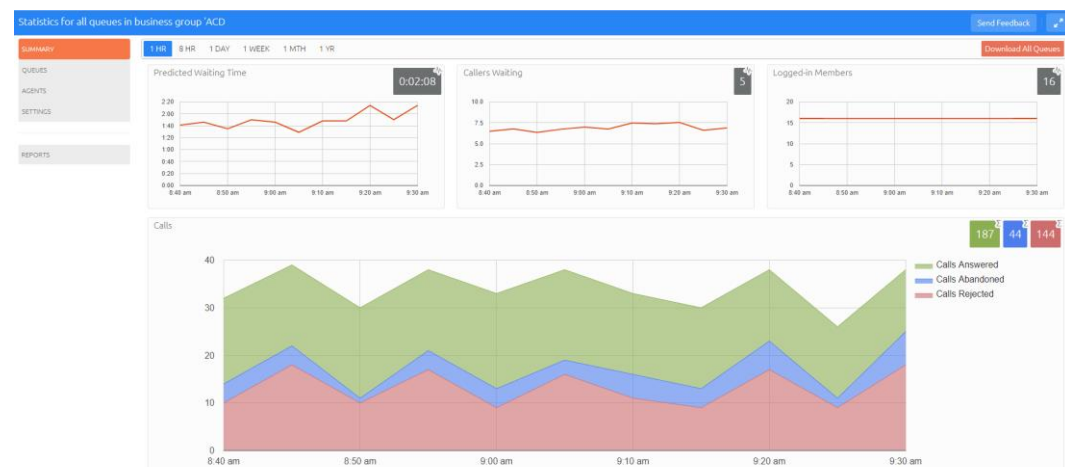 Statistics for all queues in business group 'ACD
Send Feedback
SUMMARY
QUEUES
AGENTS
SETTINGS
REPORTS
1 HR 8 HR 1 DAY 1 WEEK 1 MTH 1 YR
Download All Queues
Predicted Waiting Time
0:02:08
2:20
2:00
1:40
1:20
1:00
0:40
0:20
0:00
8:40 am 8:50 am 9:00 am 9:10 am 9:20 am 9:30 am
Callers Waiting
5
10.0
7.5
5.0
2.5
0.0
8:40 am 8:50 am 9:00 am 9:10 am 9:20 am 9:30 am
Logged-in Members
16
20
15
10
5
0
8:40 am 8:50 am 9:00 am 9:10 am 9:20 am 9:30 am
Calls
187 Σ 44 Σ 144 Σ
40
30
20
10
0
8:40 am 8:50 am 9:00 am 9:10 am 9:20 am 9:30 am
Calls Answered
Calls Abandoned
Calls Rejected